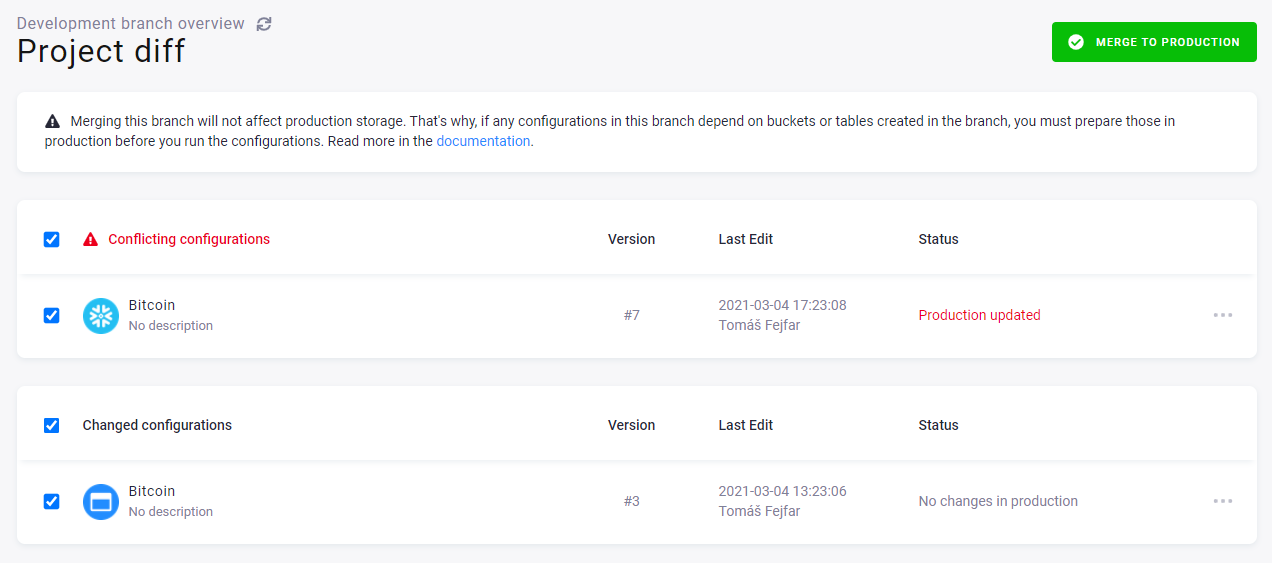 Development branch overview
Project diff
MERGE TO PRODUCTION
Merging this branch will not affect production storage. That's why, if any configurations in this branch depend on buckets or tables created in the branch, you must prepare those in
production before you run the configurations. Read more in the documentation.
Conflicting configurations Version Last Edit Status
Bitcoin
No description
#7
2021-03-04 17:23:08
Tomáš Fejfar
Production updated
Changed configurations Version Last Edit Status
Bitcoin
No description
#3
2021-03-04 13:23:06
Tomáš Fejfar
No changes in production